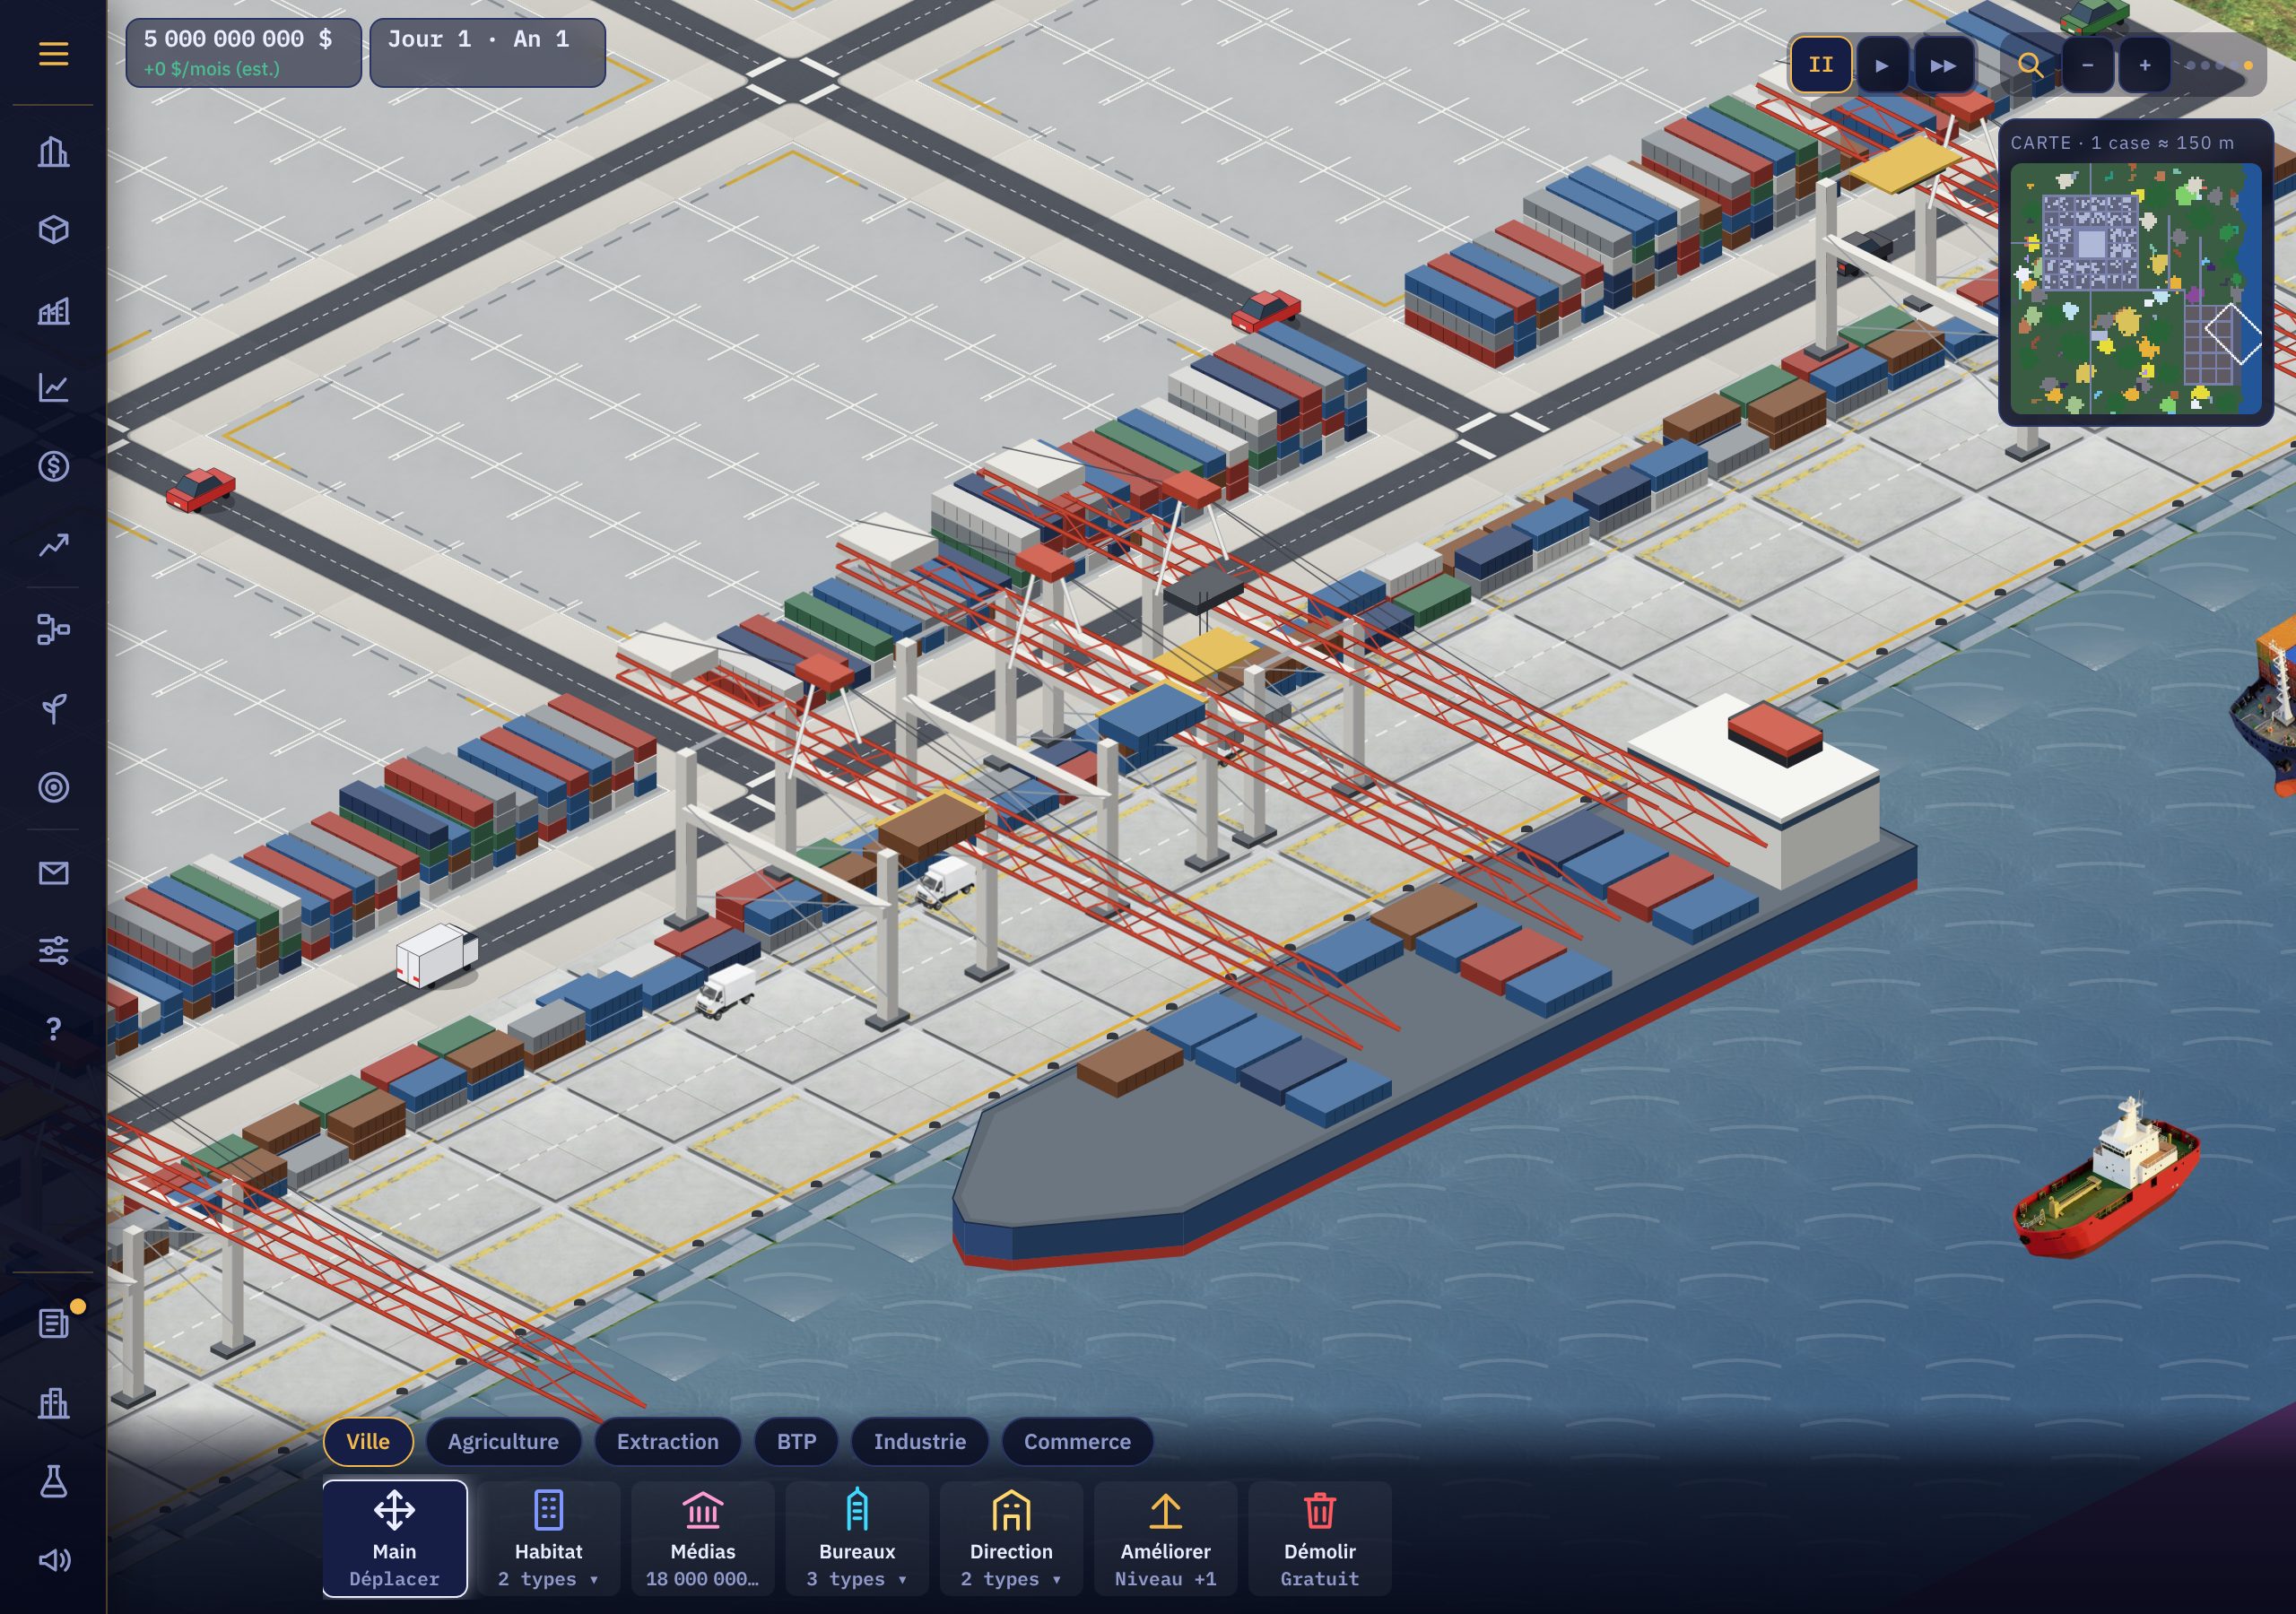 5 000 000 000 $
+0 $/mois (est.)
Jour 1 · An 1
II
CARTE · 1 case ≈ 150 m
Ville
Agriculture
Extraction
BTP
Industrie
Commerce
Main
Déplacer
Habitat
2 types ▾
Médias
18 000 000…
Bureaux
3 types ▾
Direction
2 types ▾
Améliorer
Niveau +1
Démolir
Gratuit